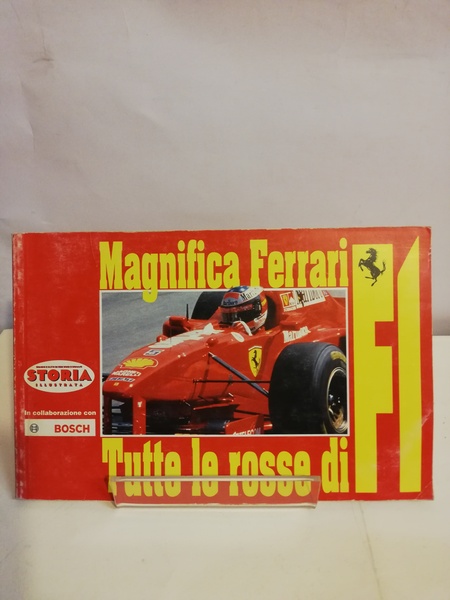 Magnifica Ferrari
F1
STORIA
ILLUSTRATA
In collaborazione con
BOSCH
Tutte le rosse di